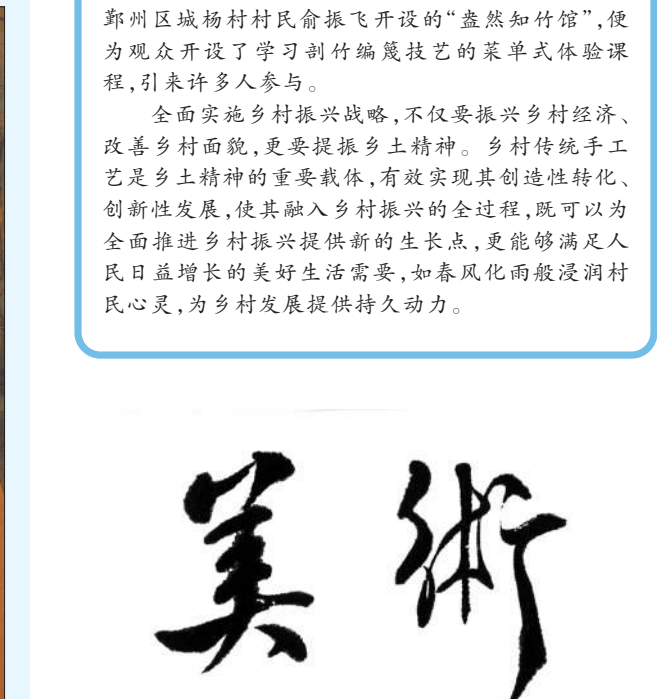 鄞州区城杨村村民俞振飞开设的“盎然知竹馆”,便
为观众开设了学习剖竹编篾技艺的菜单式体验课
程,引来许多人参与。
全面实施乡村振兴战略,不仅要振兴乡村经济、
改善乡村面貌,更要提振乡土精神。乡村传统手工
艺是乡土精神的重要载体,有效实现其创造性转化、
创新性发展,使其融入乡村振兴的全过程,既可以为
全面推进乡村振兴提供新的生长点,更能够满足人
民日益增长的美好生活需要,如春风化雨般浸润村
民心灵,为乡村发展提供持久动力。
美術